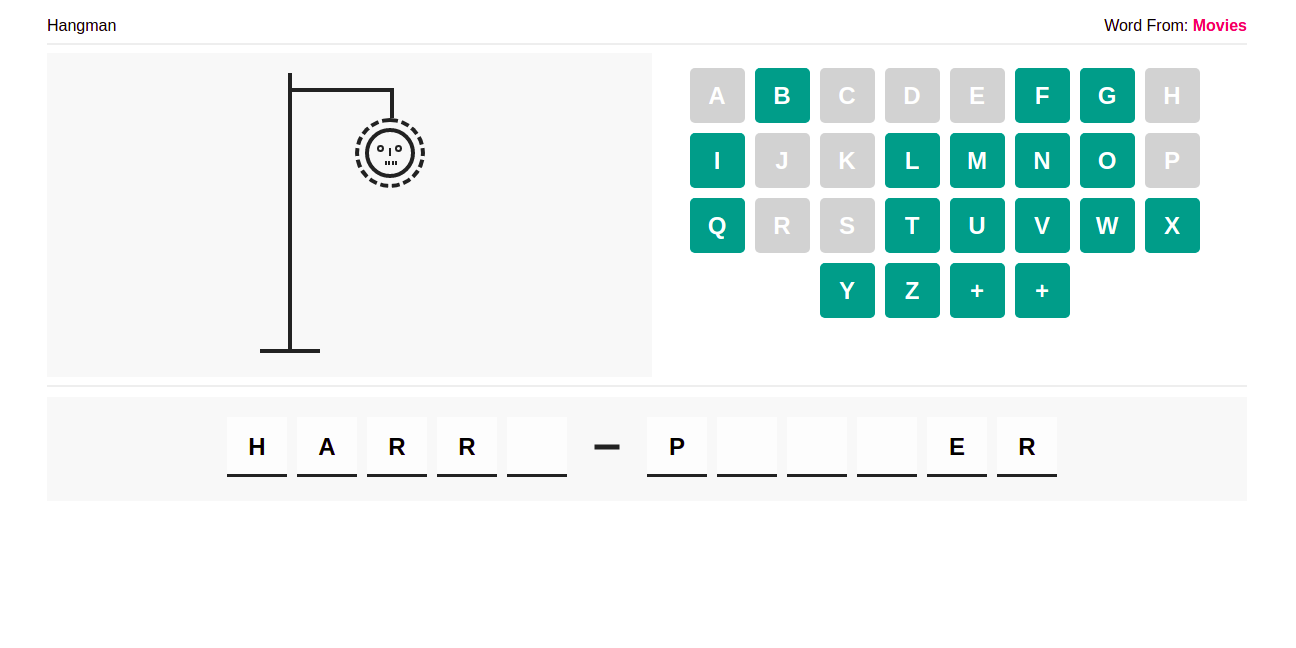 Hangman
Word From: Movies
A B C D E F G H
I J K L M N O P
Q R S T U V W X
Y Z + +
H A R R _ – P _ _ _ E R